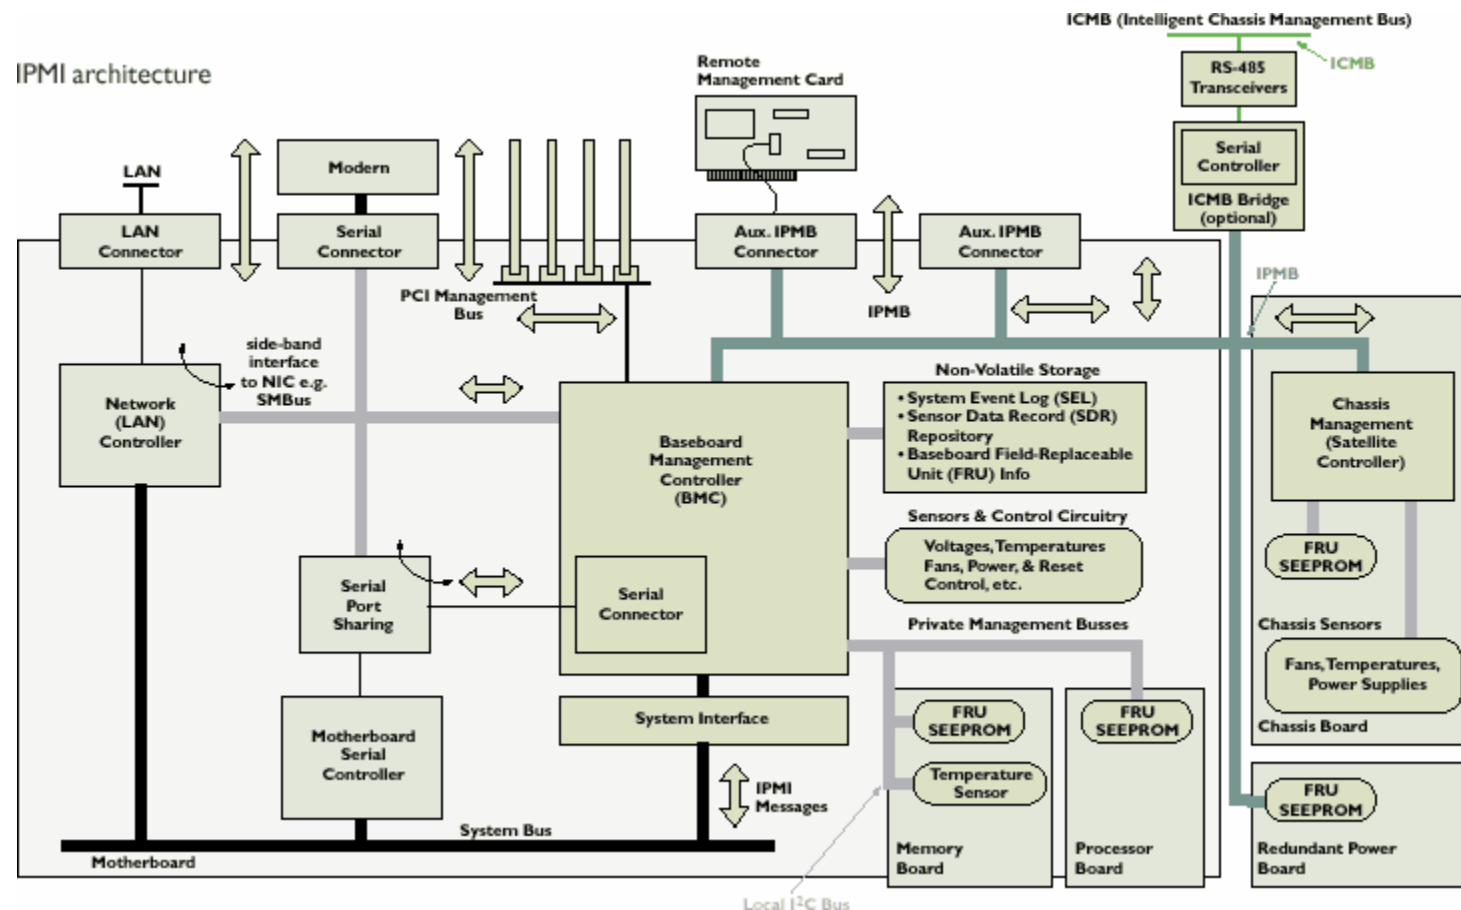 ICMB (Intelligent Chassis Management Bus)
IPMI architecture
Remote
Management Card
RS-485
Transceivers
ICMB
LAN
Modern
Serial
Controller
ICMB Bridge
(optional)
LAN
Connector
Serial
Connector
Aux. IPMB
Connector
Aux. IPMB
Connector
PCI Management
Bus
IPMB
IPMB
side-band
interface
to NIC e.g.
SMBus
Network
(LAN)
Controller
Baseboard
Management
Controller
(BMC)
Non-Volatile Storage
• System Event Log (SEL)
• Sensor Data Record (SDR)
Repository
• Baseboard Field-Replaceable
Unit (FRU) Info
Chassis
Management
(Satellite
Controller)
Sensors & Control Circuitry
Voltages, Temperatures
Fans, Power, & Reset
Control, etc.
FRU
SEEPROM
Serial
Port
Sharing
Serial
Connector
Private Management Busses
Chassis Sensors
Fans, Temperatures,
Power Supplies
Chassis Board
System Interface
FRU
SEEPROM
FRU
SEEPROM
Motherboard
Serial
Controller
Temperature
Sensor
IPMI
Messages
FRU
SEEPROM
System Bus
Motherboard
Memory
Board
Processor
Board
Redundant Power
Board
Local I²C Bus